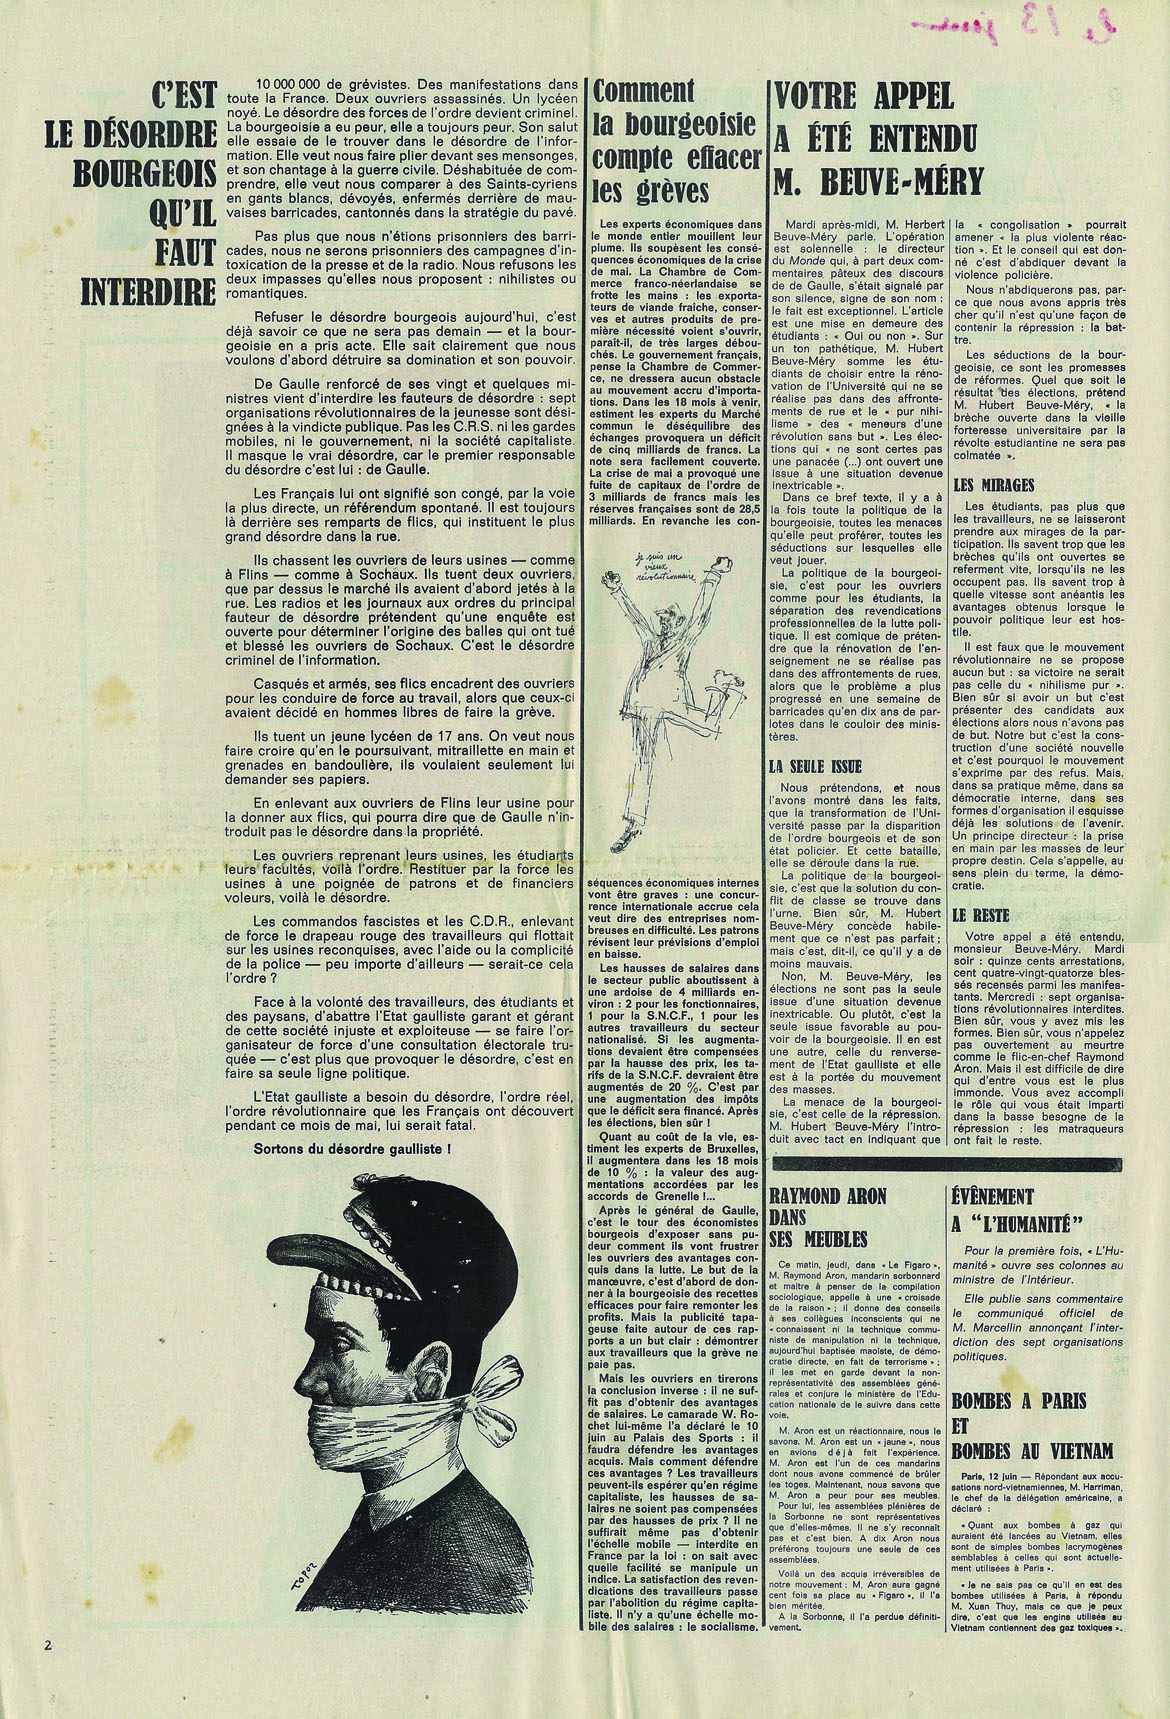 C'EST
LE DÉSORDRE
BOURGEOIS
QU'IL
FAUT
INTERDIRE
10 000 000 de grévistes. Des manifestations dans
toute la France. Deux ouvriers assassinés. Un lycéen
noyé. Le désordre des forces de l'ordre devient criminel.
La bourgeoisie a eu peur, elle a toujours peur. Son salut
elle essaie de le trouver dans le désordre de l'infor-
mation. Elle veut nous faire plier devant ses mensonges,
et son chantage à la guerre civile. Déshabituée de com-
prendre, elle veut nous comparer à des Saints-cyriens
en gants blancs, dévoyés, enfermés derrière de mau-
vaises barricades, cantonnés dans la stratégie du pavé.
Pas plus que nous n'étions prisonniers des barri-
cades, nous ne serons prisonniers des campagnes d'in-
toxication de la presse et de la radio. Nous refusons les
deux impasses qu'elles nous proposent : nihilistes ou
romantiques.
Refuser le désordre bourgeois aujourd'hui, c'est
déjà savoir ce que ne sera pas demain — et la bour-
geoisie en a pris acte. Elle sait clairement que nous
voulons d'abord détruire sa domination et son pouvoir.
De Gaulle renforcé de ses vingt et quelques mi-
nistres vient d'interdire les fauteurs de désordre : sept
organisations révolutionnaires de la jeunesse sont dési-
gnées à la vindicte publique. Pas les C.R.S. ni les gardes
mobiles, ni le gouvernement, ni la société capitaliste.
Il masque le vrai désordre, car le premier responsable
du désordre c'est lui : de Gaulle.
Les Français lui ont signifié son congé, par la voie
la plus directe, un référendum spontané. Il est toujours
là derrière ses remparts de flics, qui instituent le plus
grand désordre dans la rue.
Ils chassent les ouvriers de leurs usines — comme
à Flins — comme à Sochaux. Ils tuent deux ouvriers,
que par dessus le marché ils avaient d'abord jetés à la
rue. Les radios et les journaux aux ordres du principal
fauteur de désordre prétendent qu'une enquête est
ouverte pour déterminer l'origine des balles qui ont tué
et blessé les ouvriers de Sochaux. C'est le désordre
criminel de l'information.
Casqués et armés, ses flics encadrent des ouvriers
pour les conduire de force au travail, alors que ceux-ci
avaient décidé en hommes libres de faire la grève.
Ils tuent un jeune lycéen de 17 ans. On veut nous
faire croire qu'en le poursuivant, mitraillette en main et
grenades en bandoulière, ils voulaient seulement lui
demander ses papiers.
En enlevant aux ouvriers de Flins leur usine pour
la donner aux flics, qui pourra dire que de Gaulle n'in-
troduit pas le désordre dans la propriété.
Les ouvriers reprenant leurs usines, les étudiants
leurs facultés, voilà l'ordre. Restituer par la force les
usines à une poignée de patrons et de financiers
voleurs, voilà le désordre.
Les commandos fascistes et les C.D.R., enlevant
de force le drapeau rouge des travailleurs qui flottait
sur les usines reconquises, avec l'aide ou la complicité
de la police — peu importe d'ailleurs — serait-ce cela
l'ordre ?
Face à la volonté des travailleurs, des étudiants et
des paysans, d'abattre l'Etat gaulliste garant et gérant
de cette société injuste et exploiteuse — se faire l'or-
ganisateur de force d'une consultation électorale tru-
quée — c'est plus que provoquer le désordre, c'est en
faire sa seule ligne politique.
L'Etat gaulliste a besoin du désordre, l'ordre réel,
l'ordre révolutionnaire que les Français ont découvert
pendant ce mois de mai, lui serait fatal.
Sortons du désordre gaulliste !
TOPOR
2
Comment
la bourgeoisie
compte effacer
les grèves
Les experts économiques dans
le monde entier mouillent leur
plume. Ils soupèsent les consé-
quences économiques de la crise
de mai. La Chambre de Com-
merce franco-néerlandaise se
frotte les mains : les exporta-
teurs de viande fraiche, conser-
ves et autres produits de pre-
mière nécessité voient s'ouvrir,
parait-il, de très larges débou-
chés. Le gouvernement français,
pense la Chambre de Commer-
ce, ne dressera aucun obstacle
au mouvement accru d'importa-
tions. Dans les 18 mois à venir,
estiment les experts du Marché
commun le déséquilibre des
échanges provoquera un déficit
de cinq milliards de francs. La
note sera facilement couverte.
La crise de mai a provoqué une
fuite de capitaux de l'ordre de
3 milliards de francs mais les
réserves françaises sont de 28,5
milliards. En revanche les con-
je suis un
vieux
révolutionnaire
séquences économiques internes
vont être graves : une concur-
rence internationale accrue cela
veut dire des entreprises nom-
breuses en difficulté. Les patrons
révisent leur prévisions d'emploi
en baisse.
Les hausses de salaires dans
le secteur public aboutissent à
une ardoise de 4 milliards en-
viron : 2 pour les fonctionnaires,
1 pour la S.N.C.F., 1 pour les
autres travailleurs du secteur
nationalisé. Si les augmenta-
tions devaient être compensées
par la hausse des prix, les ta-
rifs de la S.N.C.F. devraient être
augmentés de 20 %. C'est par
une augmentation des impôts
que le déficit sera financé. Après
les élections, bien sûr !
Quant au coût de la vie, es-
timent les experts de Bruxelles,
il augmentera dans les 18 mois
de 10 % : la valeur des aug-
mentations accordées par les
accords de Grenelle !...
Après le général de Gaulle,
c'est le tour des économistes
bourgeois d'exposer sans pu-
deur comment ils vont frustrer
les ouvriers des avantages con-
quis dans la lutte. Le but de la
manœuvre, c'est d'abord de don-
ner à la bourgeoisie des recettes
efficaces pour faire remonter les
profits. Mais la publicité tapa-
geuse faite autour de ces rap-
ports a un but clair : démontrer
aux travailleurs que la grève ne
paie pas.
Mais les ouvriers en tirerons
la conclusion inverse : il ne suf-
fit pas d'obtenir des avantages
de salaires. Le camarade W. Ro-
chet lui-même l'a déclaré le 10
juin au Palais des Sports : il
faudra défendre les avantages
acquis. Mais comment défendre
ces avantages ? Les travailleurs
peuvent-ils espérer qu'en régime
capitaliste, les hausses de sa-
laires ne soient pas compensées
par des hausses de prix ? Il ne
suffirait même pas d'obtenir
l'échelle mobile — interdite en
France par la loi : on sait avec
quelle facilité se manipule un
indice. La satisfaction des reven-
dications des travailleurs passe
par l'abolition du régime capita-
liste. Il n'y a qu'une échelle mo-
bile des salaires : le socialisme.
VOTRE APPEL
A ÉTÉ ENTENDU
M. BEUVE-MÉRY
Mardi après-midi, M. Herbert
Beuve-Méry parle. L'opération
est solennelle : le directeur
du Monde qui, à part deux com-
mentaires pâteux des discours
de de Gaulle, s'était signalé par
son silence, signe de son nom ;
le fait est exceptionnel. L'article
est une mise en demeure des
étudiants : « Oui ou non ». Sur
un ton pathétique, M. Hubert
Beuve-Méry somme les étu-
diants de choisir entre la réno-
vation de l'Université qui ne se
réalise pas dans des affronte-
ments de rue et le « pur nihi-
lisme » des « meneurs d'une
révolution sans but ». Les élec-
tions qui « ne sont certes pas
une panacée (...) ont ouvert une
issue à une situation devenue
inextricable ».
Dans ce bref texte, il y a à
la fois toute la politique de la
bourgeoisie, toutes les menaces
qu'elle peut proférer, toutes les
séductions sur lesquelles elle
veut jouer.
La politique de la bourgeoi-
sie, c'est pour les ouvriers
comme pour les étudiants, la
séparation des revendications
professionnelles de la lutte poli-
tique. Il est comique de préten-
dre que la rénovation de l'en-
seignement ne se réalise pas
dans des affrontements de rues,
alors que le problème a plus
progressé en une semaine de
barricades qu'en dix ans de par-
lotes dans le couloir des minis-
tères.
LA SEULE ISSUE
Nous prétendons, et nous
l'avons montré dans les faits,
que la transformation de l'Uni-
versité passe par la disparition
de l'ordre bourgeois et de son
état policier. Et cette bataille,
elle se déroule dans la rue.
La politique de la bourgeoi-
sie, c'est que la solution du con-
flit de classe se trouve dans
l'urne. Bien sûr, M. Hubert
Beuve-Méry concède habile-
ment que ce n'est pas parfait ;
mais c'est, dit-il, ce qu'il y a de
moins mauvais.
Non, M. Beuve-Méry, les
élections ne sont pas la seule
issue d'une situation devenue
inextricable. Ou plutôt, c'est la
seule issue favorable au pou-
voir de la bourgeoisie. Il en est
une autre, celle du renverse-
ment de l'Etat gaulliste et elle
est à la portée du mouvement
des masses.
La menace de la bourgeoi-
sie, c'est celle de la répression.
M. Hubert Beuve-Méry l'intro-
duit avec tact en indiquant que
la « congolisation » pourrait
amener « la plus violente réac-
tion ». Et le conseil qui est don-
né c'est d'abdiquer devant la
violence policière.
Nous n'abdiquerons pas, par-
ce que nous avons appris très
cher qu'il n'est qu'une façon de
contenir la répression : la bat-
tre.
Les séductions de la bour-
geoisie, ce sont les promesses
de réformes. Quel que soit le
résultat des élections, prétend
M. Hubert Beuve-Méry, « la
brèche ouverte dans la vieille
forteresse universitaire par la
révolte estudiantine ne sera pas
colmatée ».
LES MIRAGES
Les étudiants, pas plus que
les travailleurs, ne se laisseront
prendre aux mirages de la par-
ticipation. Ils savent trop que les
brèches qu'ils ont ouvertes se
referment vite, lorsqu'ils ne les
occupent pas. Ils savent trop à
quelle vitesse sont anéantis les
avantages obtenus lorsque le
pouvoir politique leur est hos-
tile.
Il est faux que le mouvement
révolutionnaire ne se propose
aucun but : sa victoire ne serait
pas celle du « nihilisme pur ».
Bien sûr si avoir un but c'est
présenter des candidats aux
élections alors nous n'avons pas
de but. Notre but c'est la cons-
truction d'une société nouvelle
et c'est pourquoi le mouvement
s'exprime par des refus. Mais,
dans sa pratique même, dans sa
démocratie interne, dans ses
formes d'organisation il esquisse
déjà les solutions de l'avenir.
Un principe directeur : la prise
en main par les masses de leur
propre destin. Cela s'appelle, au
sens plein du terme, la démo-
cratie.
LE RESTE
Votre appel a été entendu,
monsieur Beuve-Méry. Mardi
soir : quinze cents arrestations,
cent quatre-vingt-quatorze bles-
sés recensés parmi les manifes-
tants. Mercredi : sept organisa-
tions révolutionnaires interdites.
Bien sûr, vous y avez mis les
formes. Bien sûr, vous n'appelez
pas ouvertement au meurtre
comme le flic-en-chef Raymond
Aron. Mais il est difficile de dire
qui d'entre vous est le plus
immonde. Vous avez accompli
le rôle qui vous était imparti
dans la basse besogne de la
répression : les matraqueurs
ont fait le reste.
RAYMOND ARON
DANS
SES MEUBLES
Ce matin, jeudi, dans « Le Figaro »,
M. Raymond Aron, mandarin sorbonnard
et maître à penser de la compilation
sociologique, appelle à une « croisade
de la raison » ; il donne des conseils
à ses collègues inconscients qui ne
« connaissent ni la technique commu-
niste de manipulation ni la technique,
aujourd'hui baptisée maoïste, de démo-
cratie directe, en fait de terrorisme » ;
il les met en garde devant la non-
représentativité des assemblées géné-
rales et conjure le ministère de l'Edu-
cation nationale de le suivre dans cette
voie.
M. Aron est un réactionnaire, nous le
savons. M. Aron est un « jaune », nous
en avions déjà fait l'expérience.
M. Aron est l'un de ces mandarins
dont nous avons commencé de brûler
les toges. Maintenant, nous savons que
M. Aron a peur pour ses meubles.
Pour lui, les assemblées plénières de
la Sorbonne ne sont représentatives
que d'elles-mêmes. Il ne s'y reconnaît
pas et c'est bien. A dix Aron nous
préférons toujours une seule de ces
assemblées.
Voilà un des acquis irréversibles de
notre mouvement : M. Aron aura gagné
cent fois sa place au « Figaro », il l'a
bien méritée.
A la Sorbonne, il l'a perdue définiti-
vement.
ÉVÊNEMENT
A "L'HUMANITÉ"
Pour la première fois, « L'Hu-
manité » ouvre ses colonnes au
ministre de l'Intérieur.
Elle publie sans commentaire
le communiqué officiel de
M. Marcellin annonçant l'inter-
diction des sept organisations
politiques.
BOMBES A PARIS
ET
BOMBES AU VIETNAM
Paris, 12 juin — Répondant aux accu-
sations nord-vietnamiennes, M. Harriman,
le chef de la délégation américaine, a
déclaré :
« Quant aux bombes à gaz qui
auraient été lancées au Vietnam, elles
sont de simples bombes lacrymogènes
semblables à celles qui sont actuelle-
ment utilisées à Paris ».
« Je ne sais pas ce qu'il en est des
bombes utilisées à Paris, à répondu
M. Xuan Thuy, mais ce que je peux
dire, c'est que les engins utilisés au
Vietnam contiennent des gaz toxiques ».